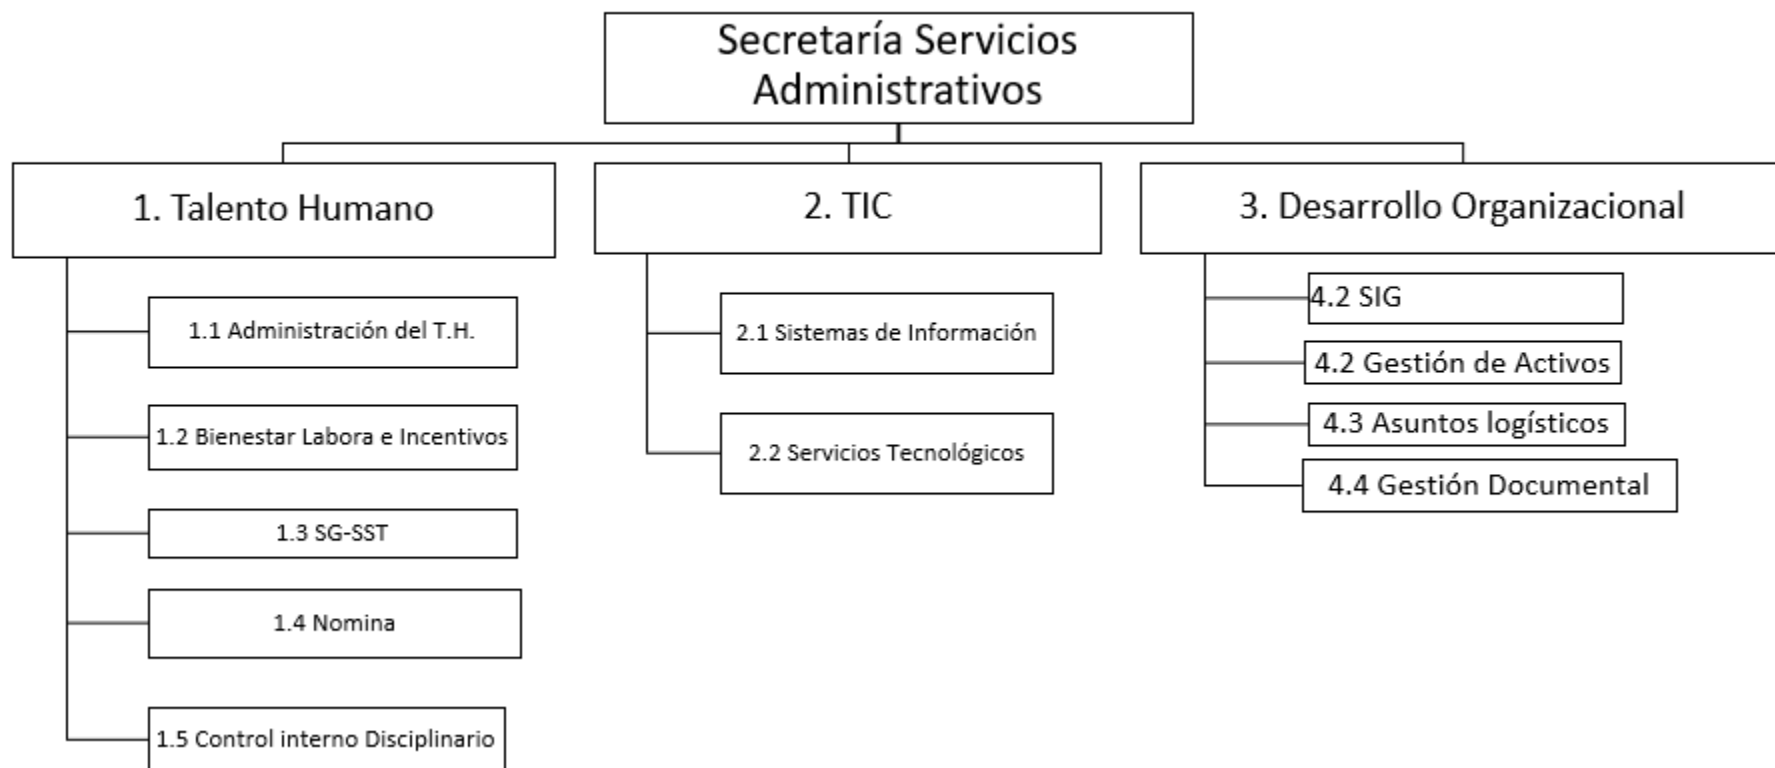 Secretaría Servicios
Administrativos
1. Talento Humano
2. TIC
3. Desarrollo Organizacional
1.1 Administración del T.H.
1.2 Bienestar Labora e Incentivos
1.3 SG-SST
1.4 Nomina
1.5 Control interno Disciplinario
2.1 Sistemas de Información
2.2 Servicios Tecnológicos
4.2 SIG
4.2 Gestión de Activos
4.3 Asuntos logísticos
4.4 Gestión Documental